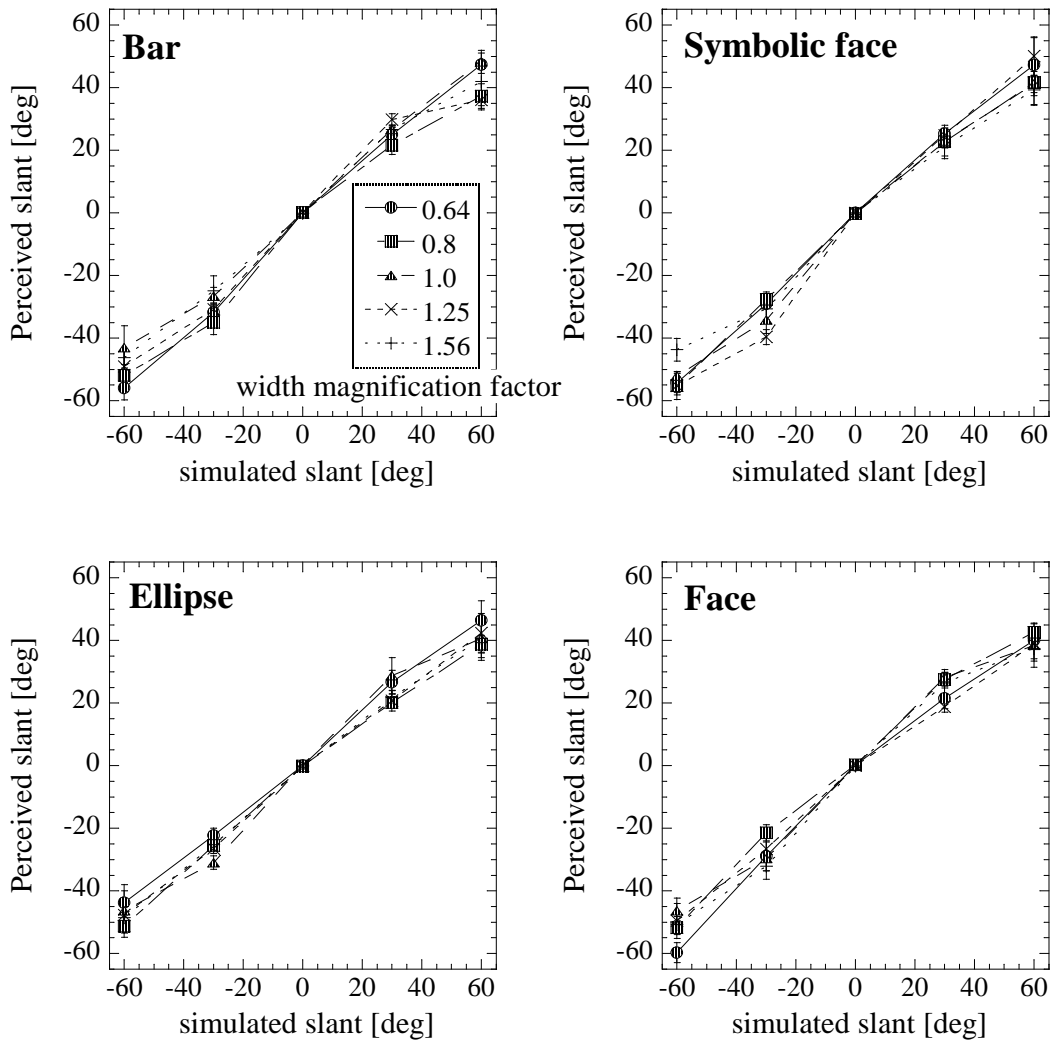 Bar
Perceived slant [deg]
60
40
20
0
-20
-40
-60
0.64
0.8
1.0
1.25
1.56
width magnification factor
-60 -40 -20 0 20 40 60
simulated slant [deg]
Symbolic face
Perceived slant [deg]
60
40
20
0
-20
-40
-60
-60 -40 -20 0 20 40 60
simulated slant [deg]
Ellipse
Perceived slant [deg]
60
40
20
0
-20
-40
-60
-60 -40 -20 0 20 40 60
simulated slant [deg]
Face
Perceived slant [deg]
60
40
20
0
-20
-40
-60
-60 -40 -20 0 20 40 60
simulated slant [deg]